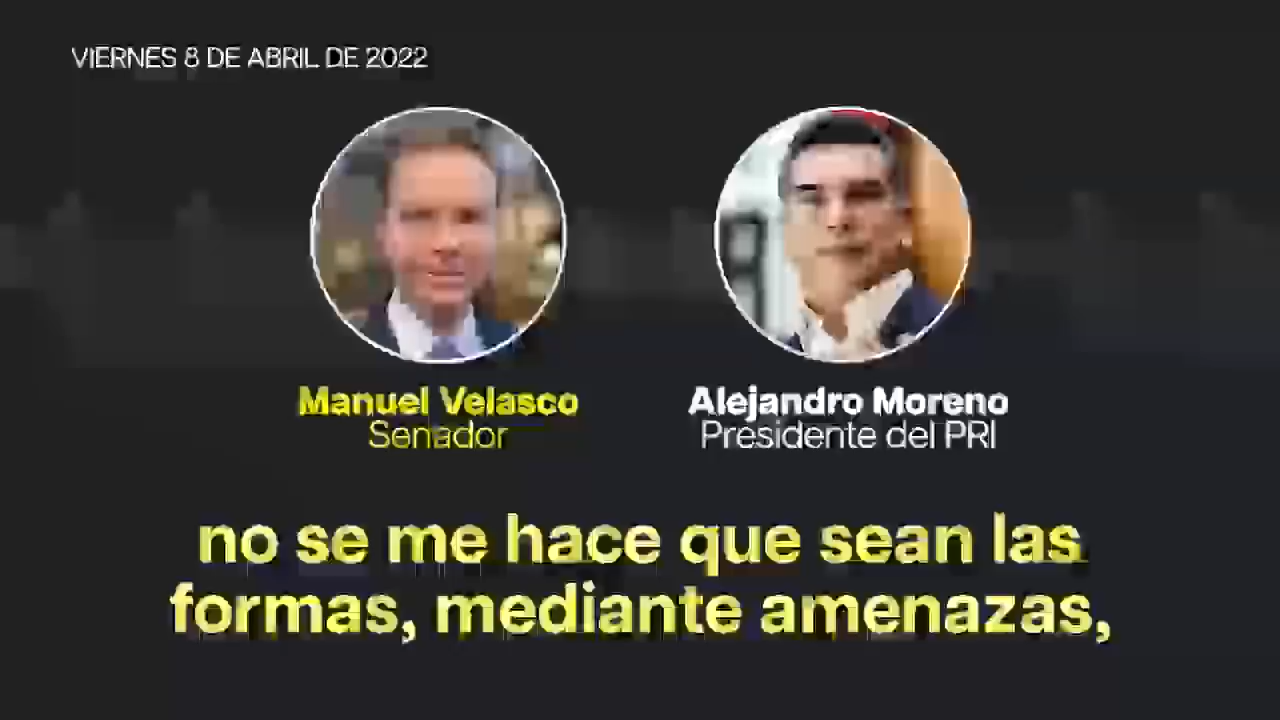 VIERNES 8 DE ABRIL DE 2022
Manuel Velasco
Senador
Alejandro Moreno
Presidente del PRI
no se me hace que sean las
formas, mediante amenazas,